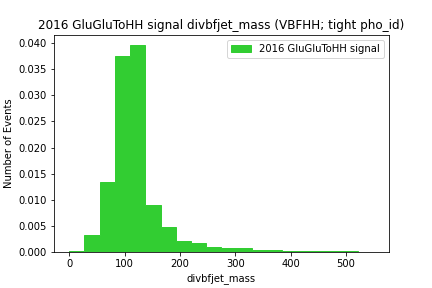 2016 GluGluToHH signal divbfjet_mass (VBFHH; tight pho_id)
2016 GluGluToHH signal
0.040
0.035
0.030
0.025
0.020
0.015
0.010
0.005
0.000
Number of Events
0 100 200 300 400 500
divbfjet_mass